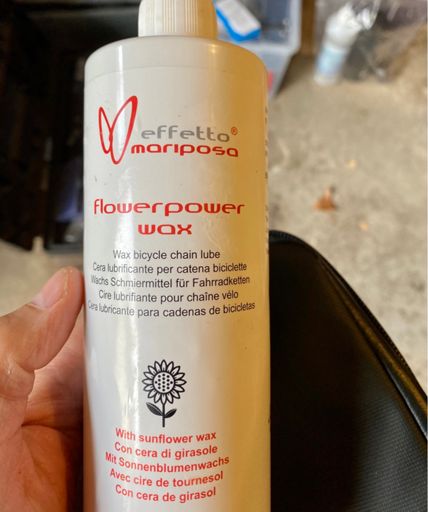 effetto®
mariposa
flowerpower
wax
Wax bicycle chain lube
Cera lubrificante per catena biciclette
Wachs Schmiermittel für Fahrradketten
Cire lubrifiante pour chaîne vélo
Cera lubricante para cadenas de bicicletas
With sunflower wax
Con cera di girasole
Mit Sonnenblumenwachs
Avec cire de tournesol
Con cera de girasol